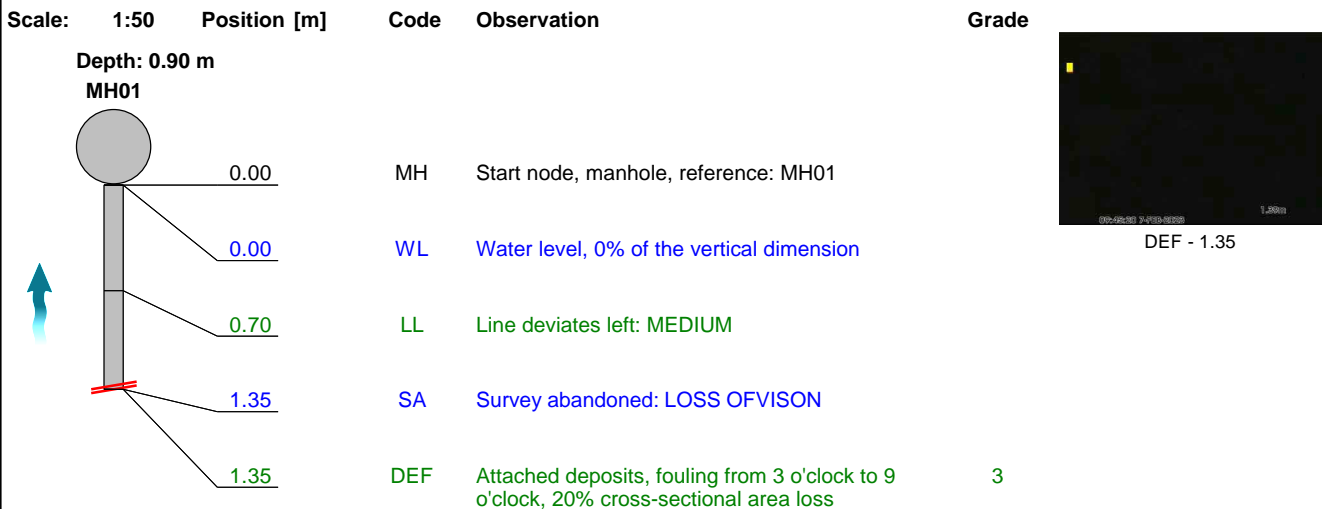 Scale: 1:50 Position [m] Code Observation Grade
Depth: 0.90 m
MH01
0.00 MH Start node, manhole, reference: MH01
0.00 WL Water level, 0% of the vertical dimension
0.70 LL Line deviates left: MEDIUM
1.35 SA Survey abandoned: LOSS OFVISON
1.35 DEF Attached deposits, fouling from 3 o'clock to 9 3
o'clock, 20% cross-sectional area loss
DEF - 1.35